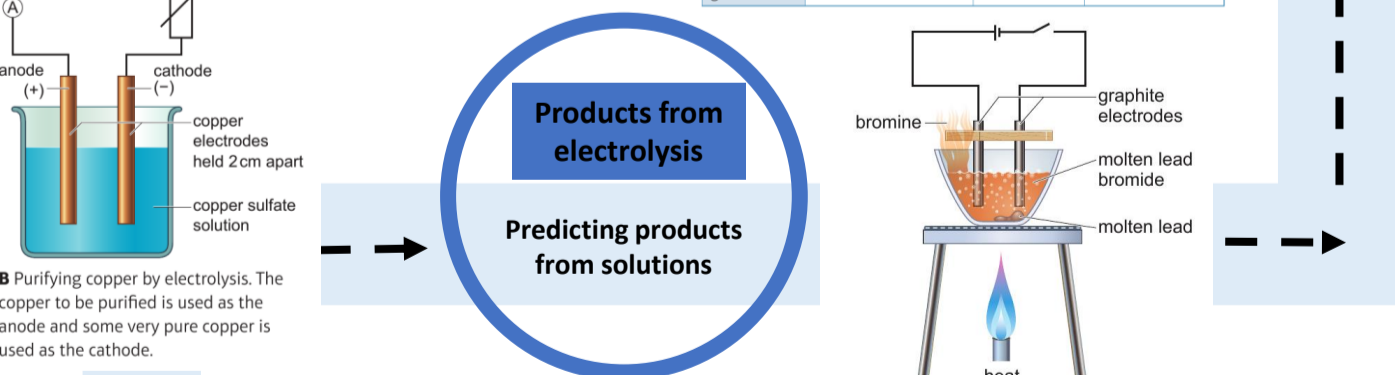 A
anode
(+)
cathode
(−)
copper
electrodes
held 2 cm apart
copper sulfate
solution
B Purifying copper by electrolysis. The
copper to be purified is used as the
anode and some very pure copper is
used as the cathode.
Products from
electrolysis
Predicting products
from solutions
bromine
graphite
electrodes
molten lead
bromide
molten lead
heat